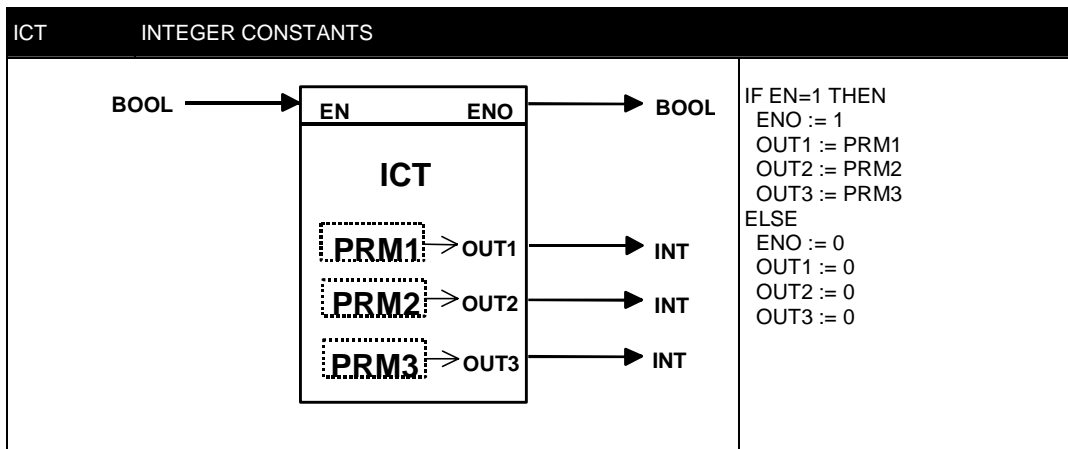 ICT INTEGER CONSTANTS
BOOL EN ENO BOOL
ICT
PRM1 OUT1 INT
PRM2 OUT2 INT
PRM3 OUT3 INT
IF EN=1 THEN
ENO := 1
OUT1 := PRM1
OUT2 := PRM2
OUT3 := PRM3
ELSE
ENO := 0
OUT1 := 0
OUT2 := 0
OUT3 := 0